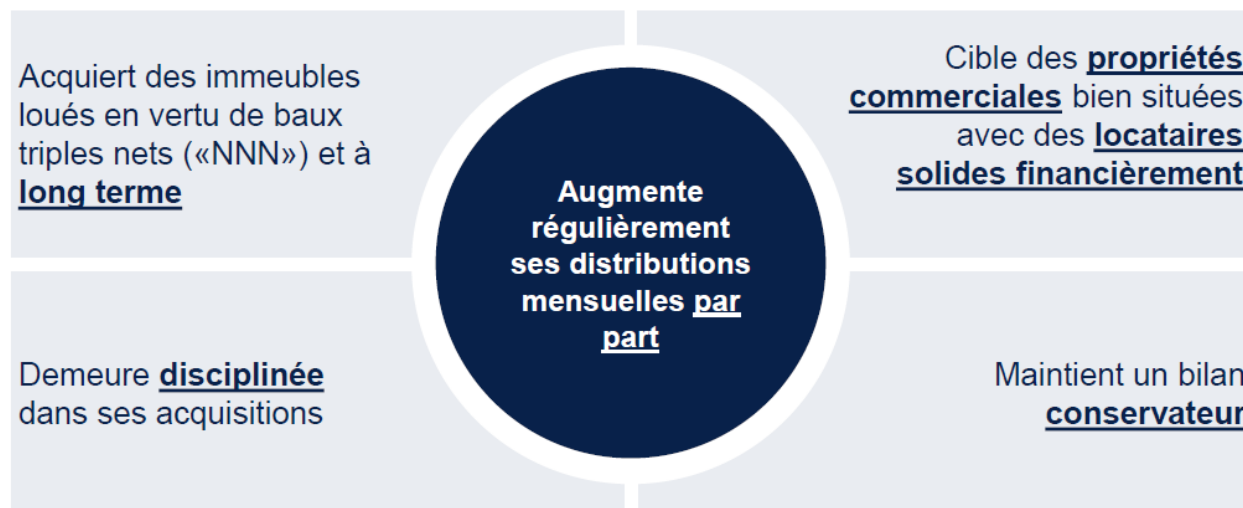 Acquiert des immeubles
loués en vertu de baux
triples nets («NNN») et à
long terme
Cible des propriétés
commerciales bien situées
avec des locataires
solides financièrement
Augmente
régulièrement
ses distributions
mensuelles par
part
Demeure disciplinée
dans ses acquisitions
Maintient un bilan
conservateur